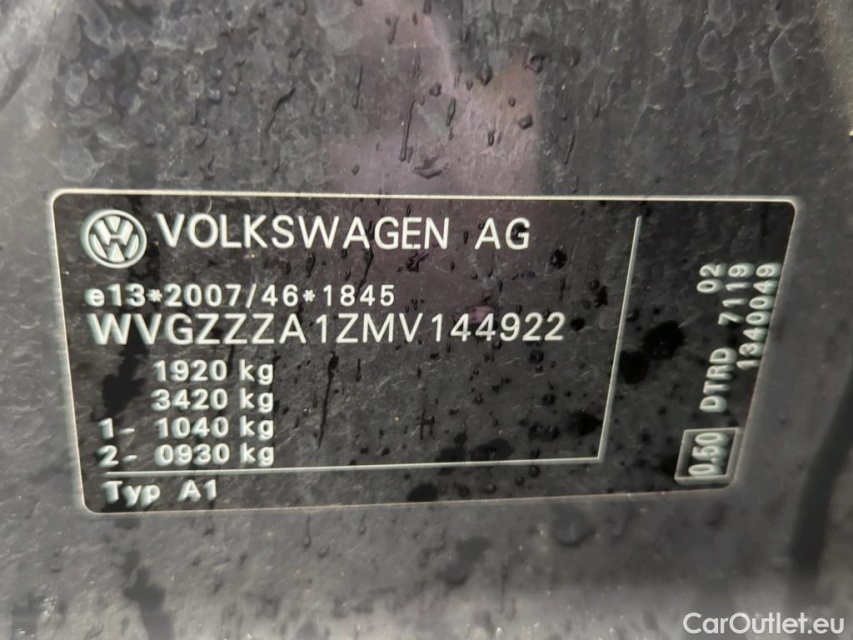 VOLKSWAGEN AG
e13*2007/46*1845
WVGZZZA1ZMV144922
1920 kg
3420 kg
1- 1040 kg
2- 0930 kg
Typ A1
0.50 DTRD 7119 02
1340049
CarOutlet.eu